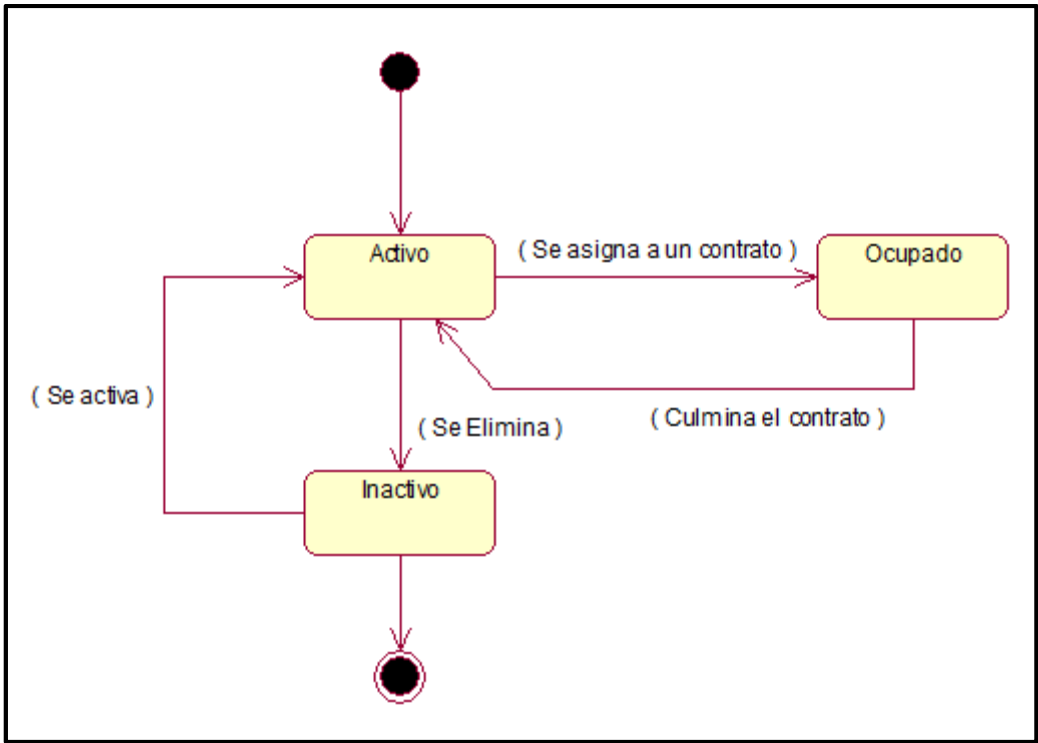 Activo
( Se asigna a un contrato )
Ocupado
( Se activa )
( Culmina el contrato )
( Se Elimina )
Inactivo